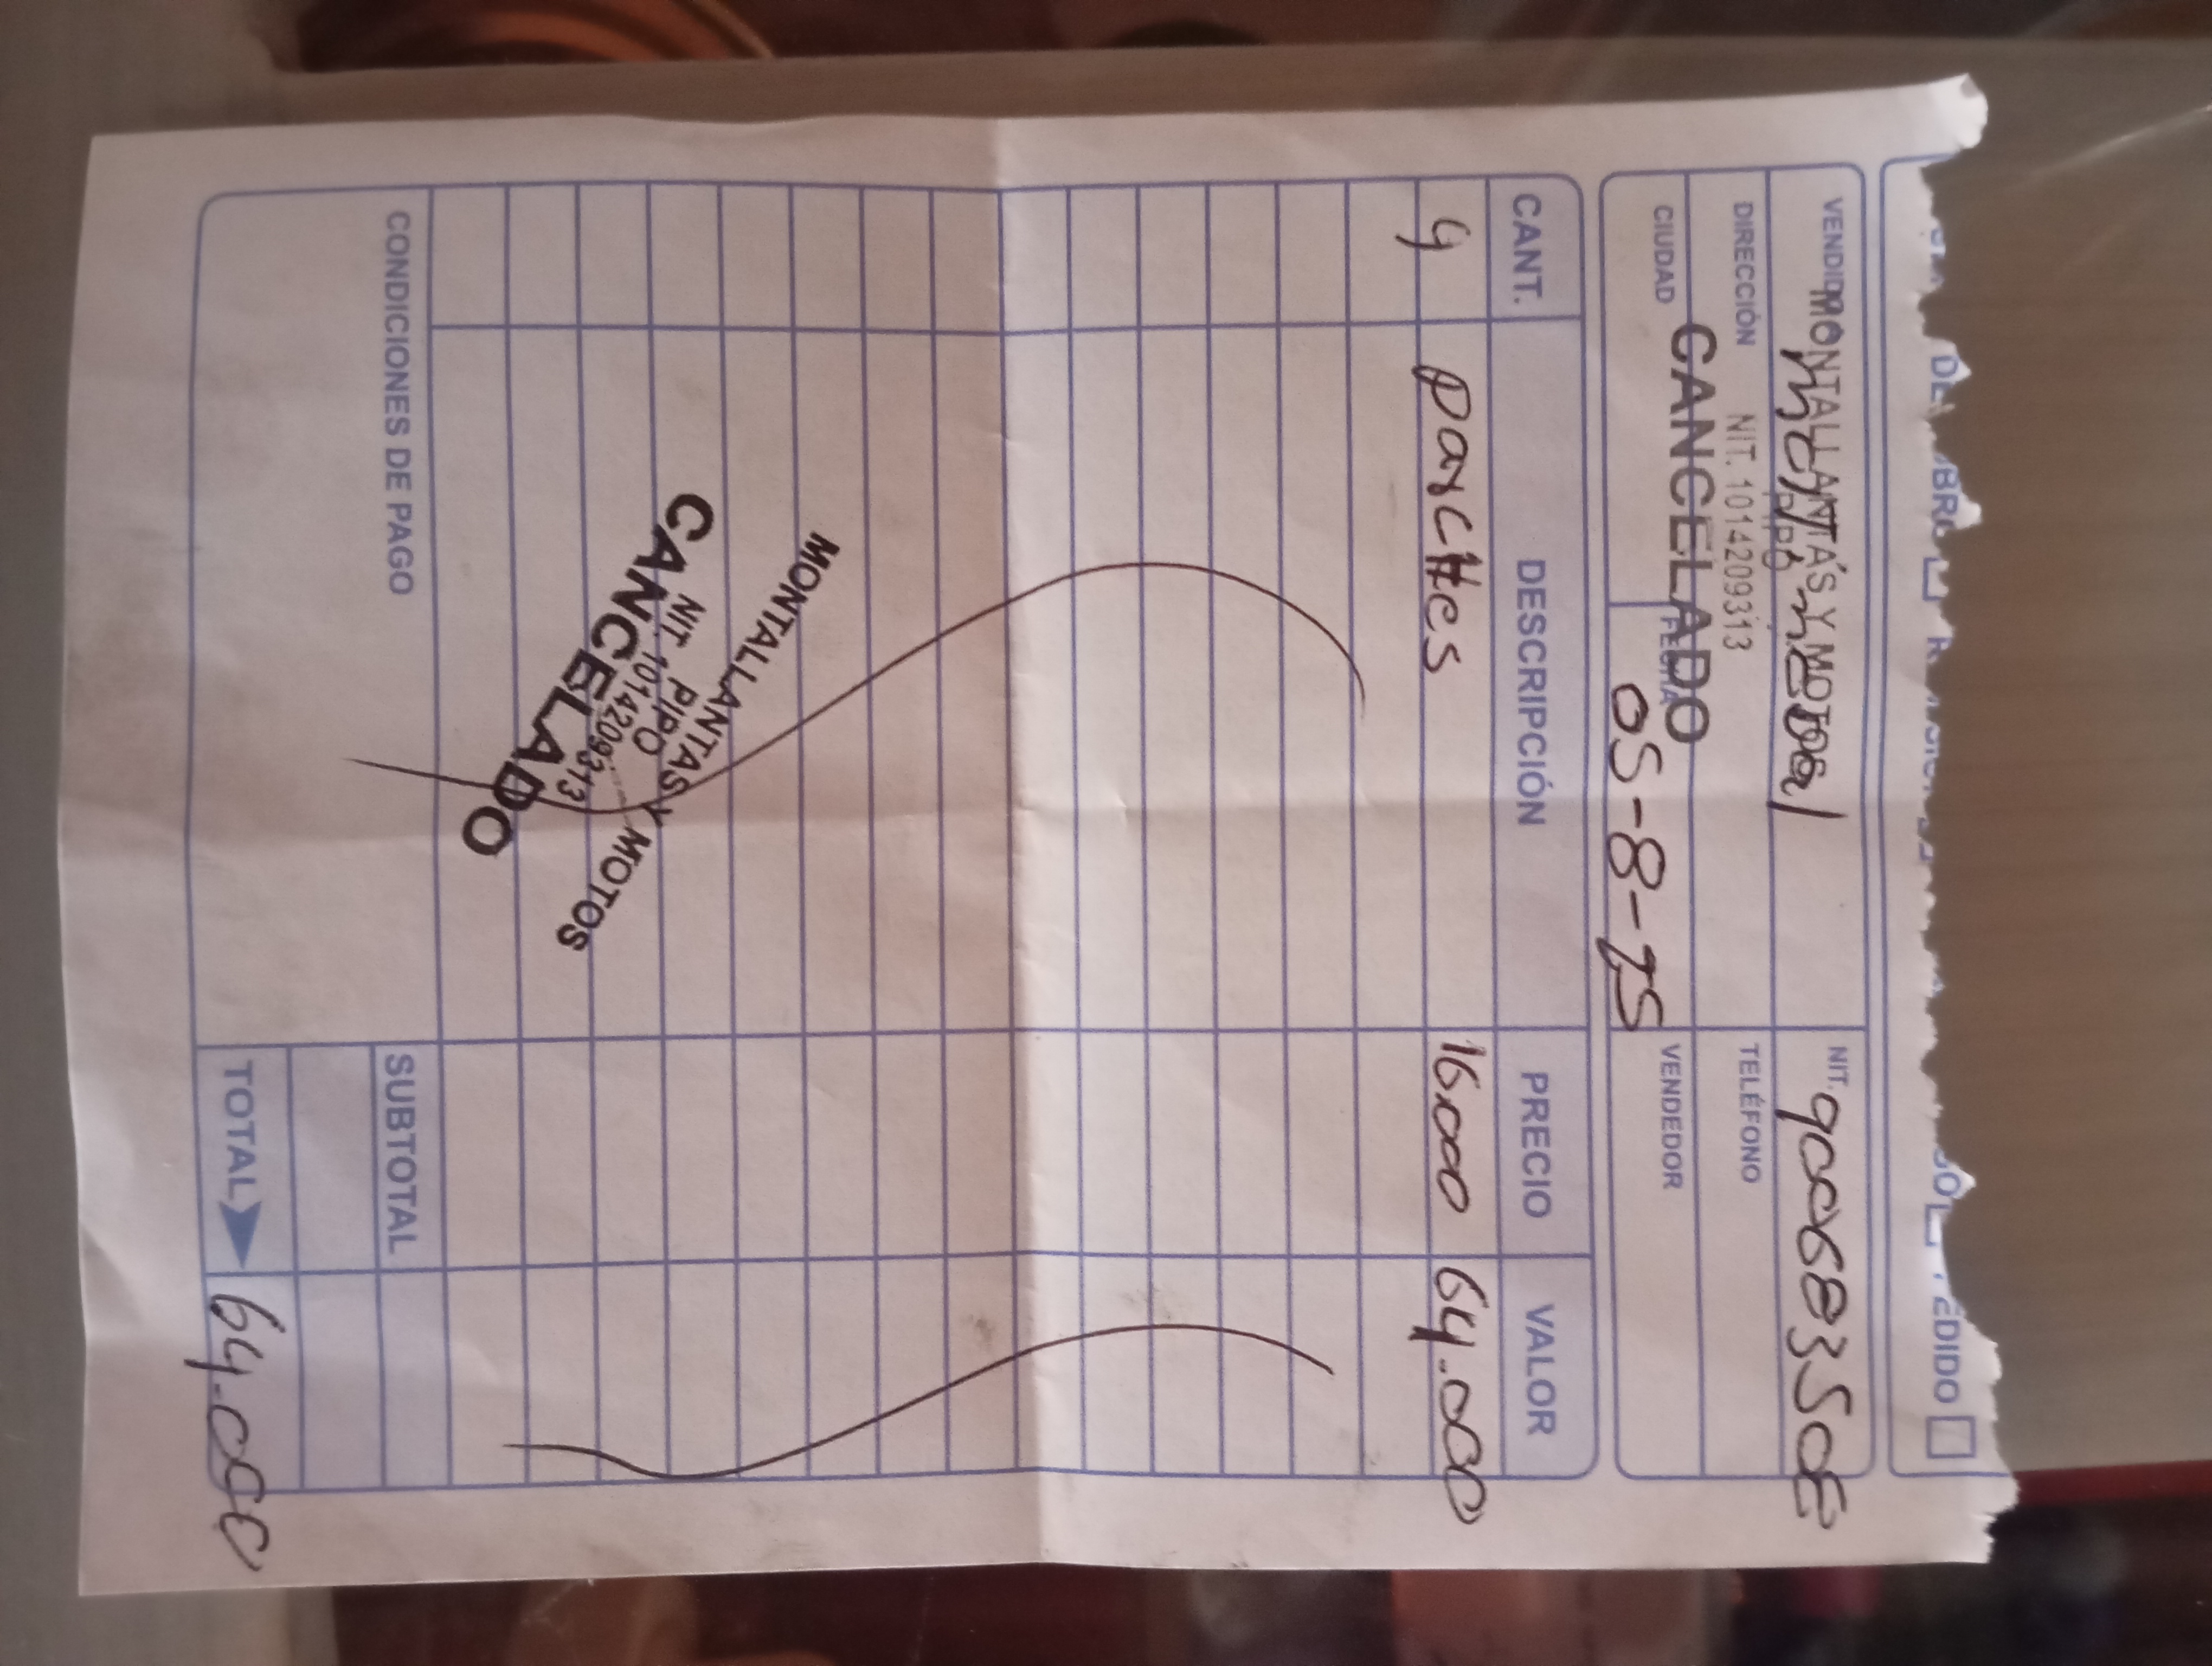 VENDIDO
MONTALLANTAS Y MOTOS
PIPO
NIT. 1014209313
CANCELADO
NIT. 900683508
DIRECCIÓN
TELÉFONO
CIUDAD
FECHA 05-8-25
VENDEDOR
CANT. DESCRIPCIÓN PRECIO VALOR
4 parcHes 16.000 64.000
MONTALLANTAS Y MOTOS
PIPO
NIT. 1014209313
CANCELADO
CONDICIONES DE PAGO
SUBTOTAL
TOTAL 64.000